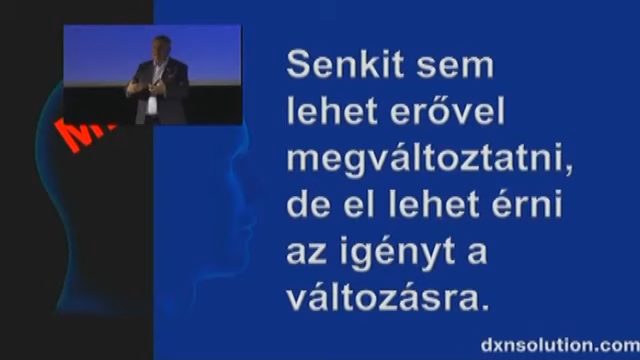 Senkit sem
lehet erővel
megváltoztatni,
de el lehet érni
az igényt a
változásra.
dxnsolution.com